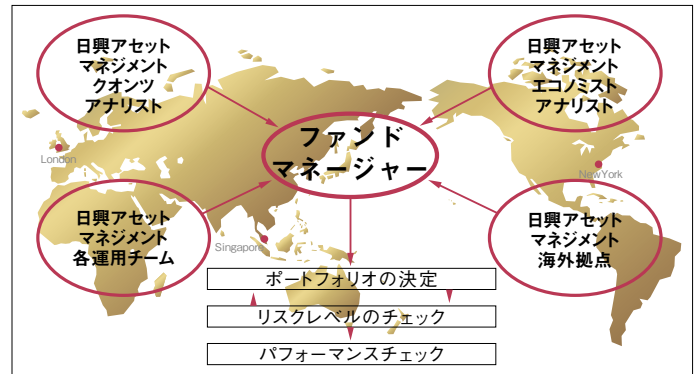 日興アセット
マネジメント
クオンツ
アナリスト
日興アセット
マネジメント
エコノミスト
アナリスト
ファンド
マネージャー
London
NewYork
日興アセット
マネジメント
各運用チーム
Singapore
日興アセット
マネジメント
海外拠点
ポートフォリオの決定
リスクレベルのチェック
パフォーマンスチェック